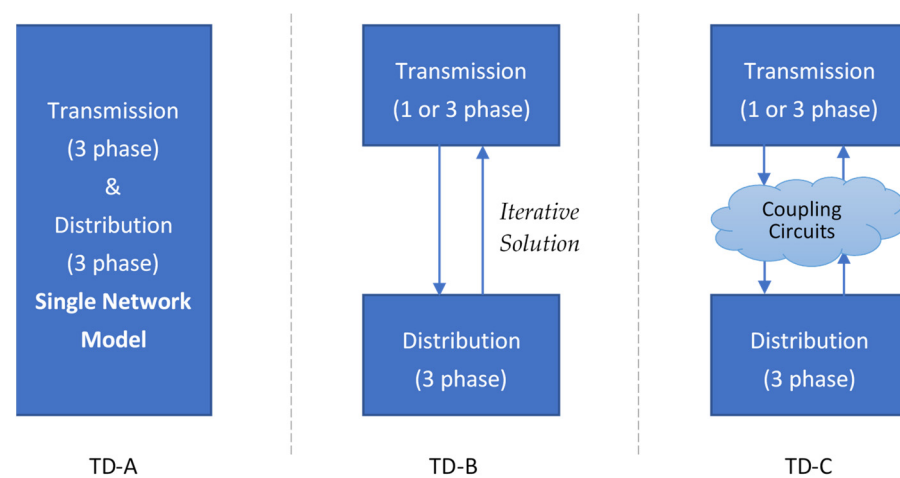 Transmission
(3 phase)
&
Distribution
(3 phase)
Single Network
Model
TD-A
Transmission
(1 or 3 phase)
Iterative
Solution
Distribution
(3 phase)
TD-B
Transmission
(1 or 3 phase)
Coupling
Circuits
Distribution
(3 phase)
TD-C